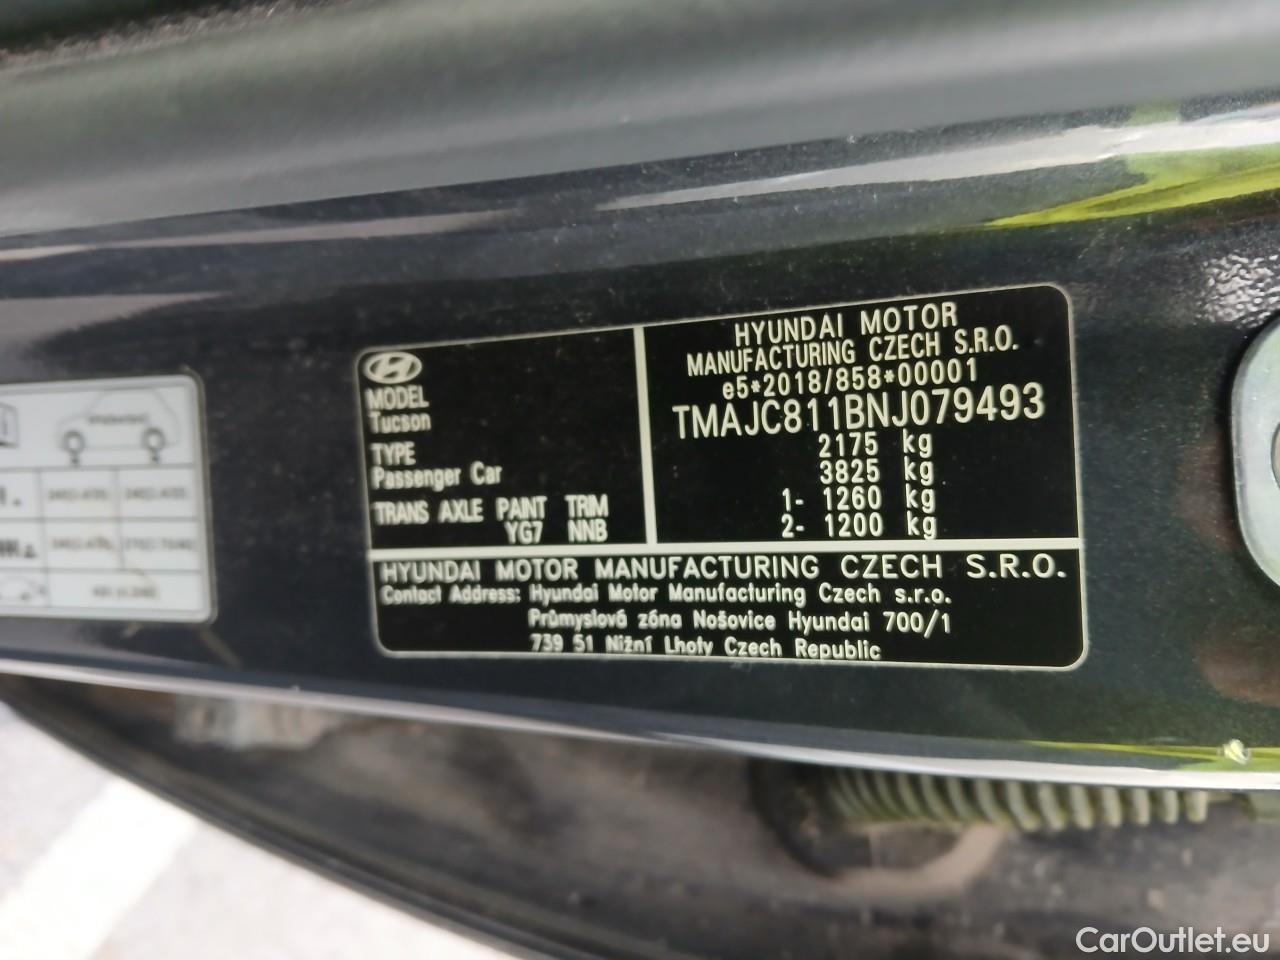 MODEL
Tucson
TYPE
Passenger Car
TRANS AXLE PAINT TRIM
YG7 NNB
HYUNDAI MOTOR
MANUFACTURING CZECH S.R.O.
e5*2018/858*00001
TMAJC811BNJ079493
2175 kg
3825 kg
1- 1260 kg
2- 1200 kg
HYUNDAI MOTOR MANUFACTURING CZECH S.R.O.
Contact Address: Hyundai Motor Manufacturing Czech s.r.o.
Průmyslová zóna Nošovice Hyundai 700/1
739 51 Nižní Lhoty Czech Republic
CarOutlet.eu